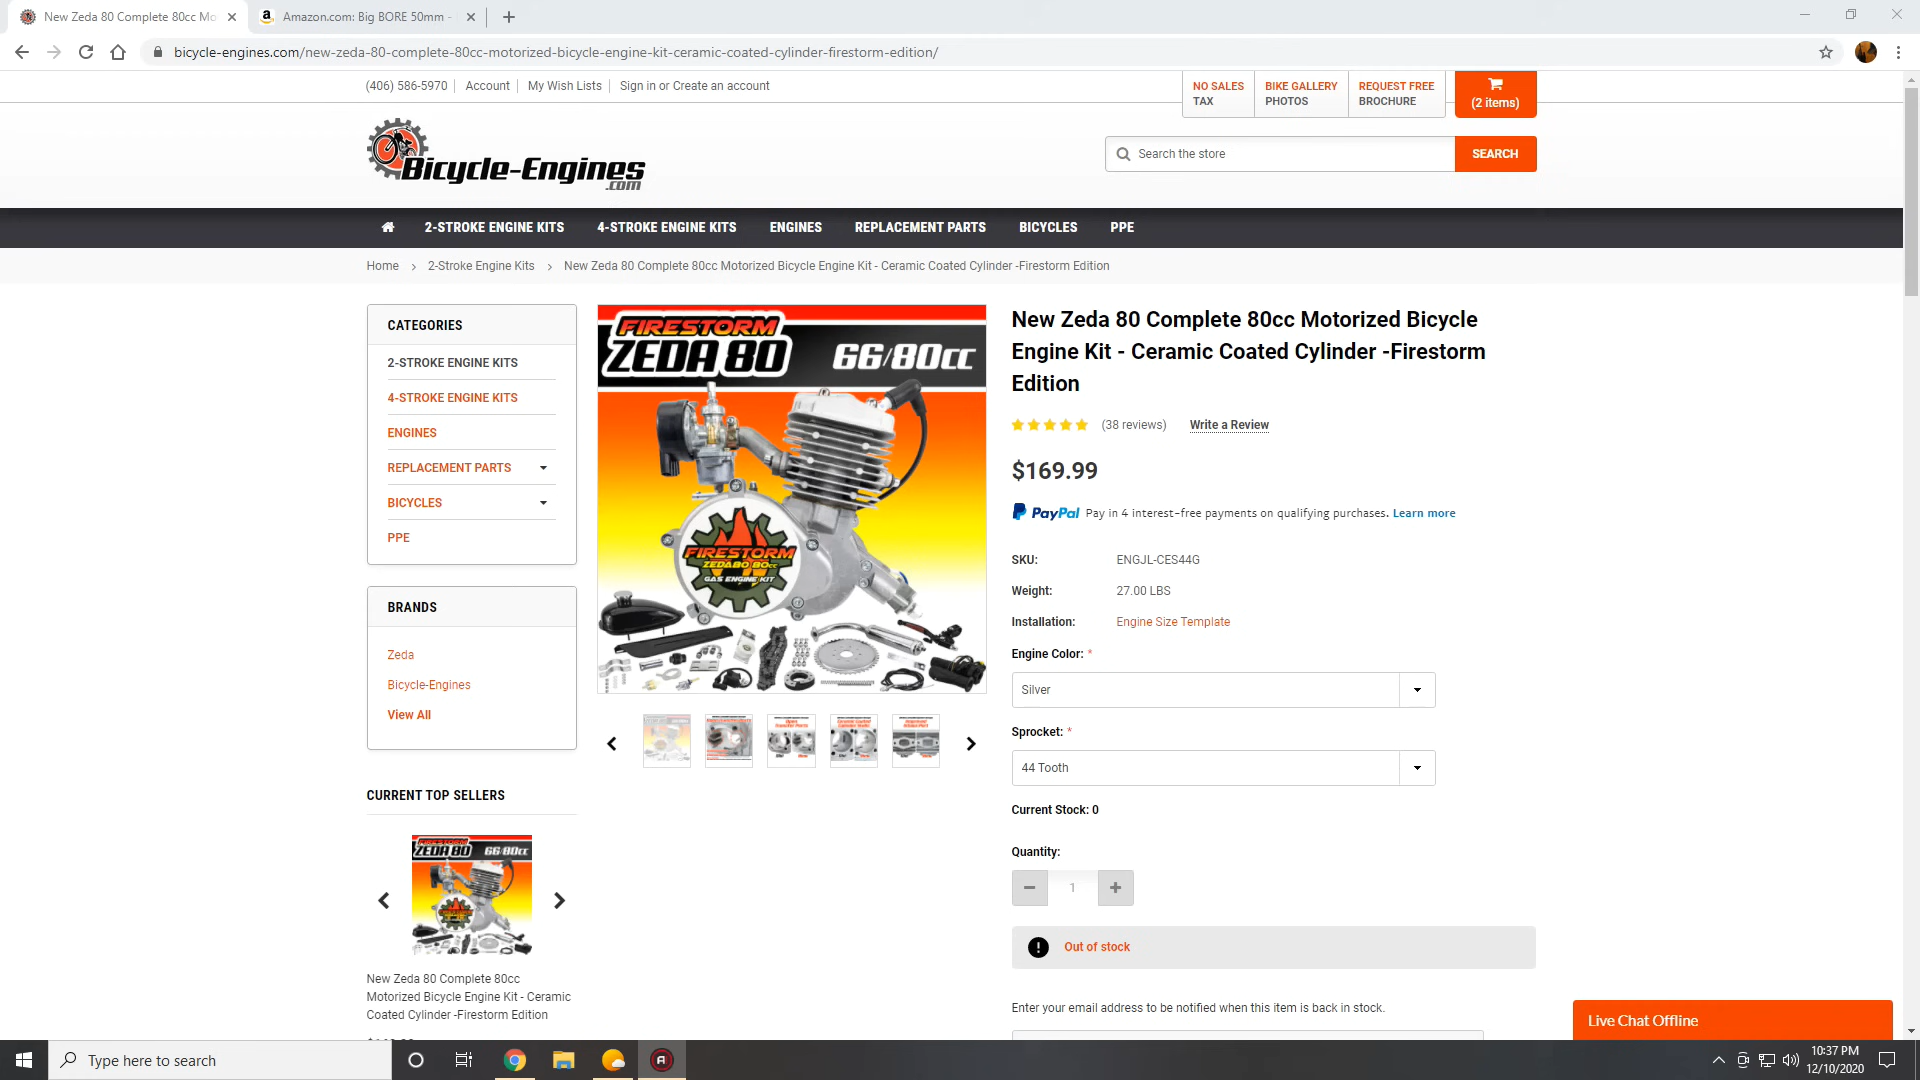 New Zeda 80 Complete 80cc Mo
Amazon.com: Big BORE 50mm -
bicycle-engines.com/new-zeda-80-complete-80cc-motorized-bicycle-engine-kit-ceramic-coated-cylinder-firestorm-edition/
(406) 586-5970
Account
My Wish Lists
Sign in or Create an account
NO SALES
TAX
BIKE GALLERY
PHOTOS
REQUEST FREE
BROCHURE
(2 items)
Bicycle-Engines
.com
Search the store
SEARCH
2-STROKE ENGINE KITS
4-STROKE ENGINE KITS
ENGINES
REPLACEMENT PARTS
BICYCLES
PPE
Home > 2-Stroke Engine Kits > New Zeda 80 Complete 80cc Motorized Bicycle Engine Kit - Ceramic Coated Cylinder -Firestorm Edition
CATEGORIES
2-STROKE ENGINE KITS
4-STROKE ENGINE KITS
ENGINES
REPLACEMENT PARTS
BICYCLES
PPE
BRANDS
Zeda
Bicycle-Engines
View All
CURRENT TOP SELLERS
FIRESTORM
ZEDA 80
66/80cc
New Zeda 80 Complete 80cc
Motorized Bicycle Engine Kit - Ceramic
Coated Cylinder -Firestorm Edition
FIRESTORM
ZEDA 80
66/80cc
FIRESTORM
ZEDA80 80cc
GAS ENGINE KIT
New Zeda 80 Complete 80cc Motorized Bicycle
Engine Kit - Ceramic Coated Cylinder -Firestorm
Edition
(38 reviews)
Write a Review
$169.99
PayPal Pay in 4 interest-free payments on qualifying purchases. Learn more
SKU: ENGJL-CES44G
Weight: 27.00 LBS
Installation: Engine Size Template
Engine Color: *
Silver
Sprocket: *
44 Tooth
Current Stock: 0
Quantity:
1
Out of stock
Enter your email address to be notified when this item is back in stock.
Live Chat Offline
Type here to search
10:37 PM
12/10/2020